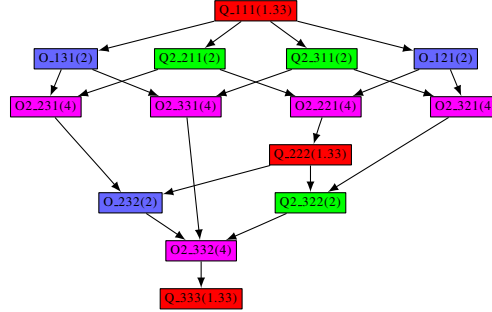 Q_111(1.33)
O_131(2) Q2_211(2) Q2_311(2) O_121(2)
O2_231(4) O2_331(4) O2_221(4) O2_321(4
Q_222(1.33)
O_232(2) Q2_322(2)
O2_332(4)
Q_333(1.33)